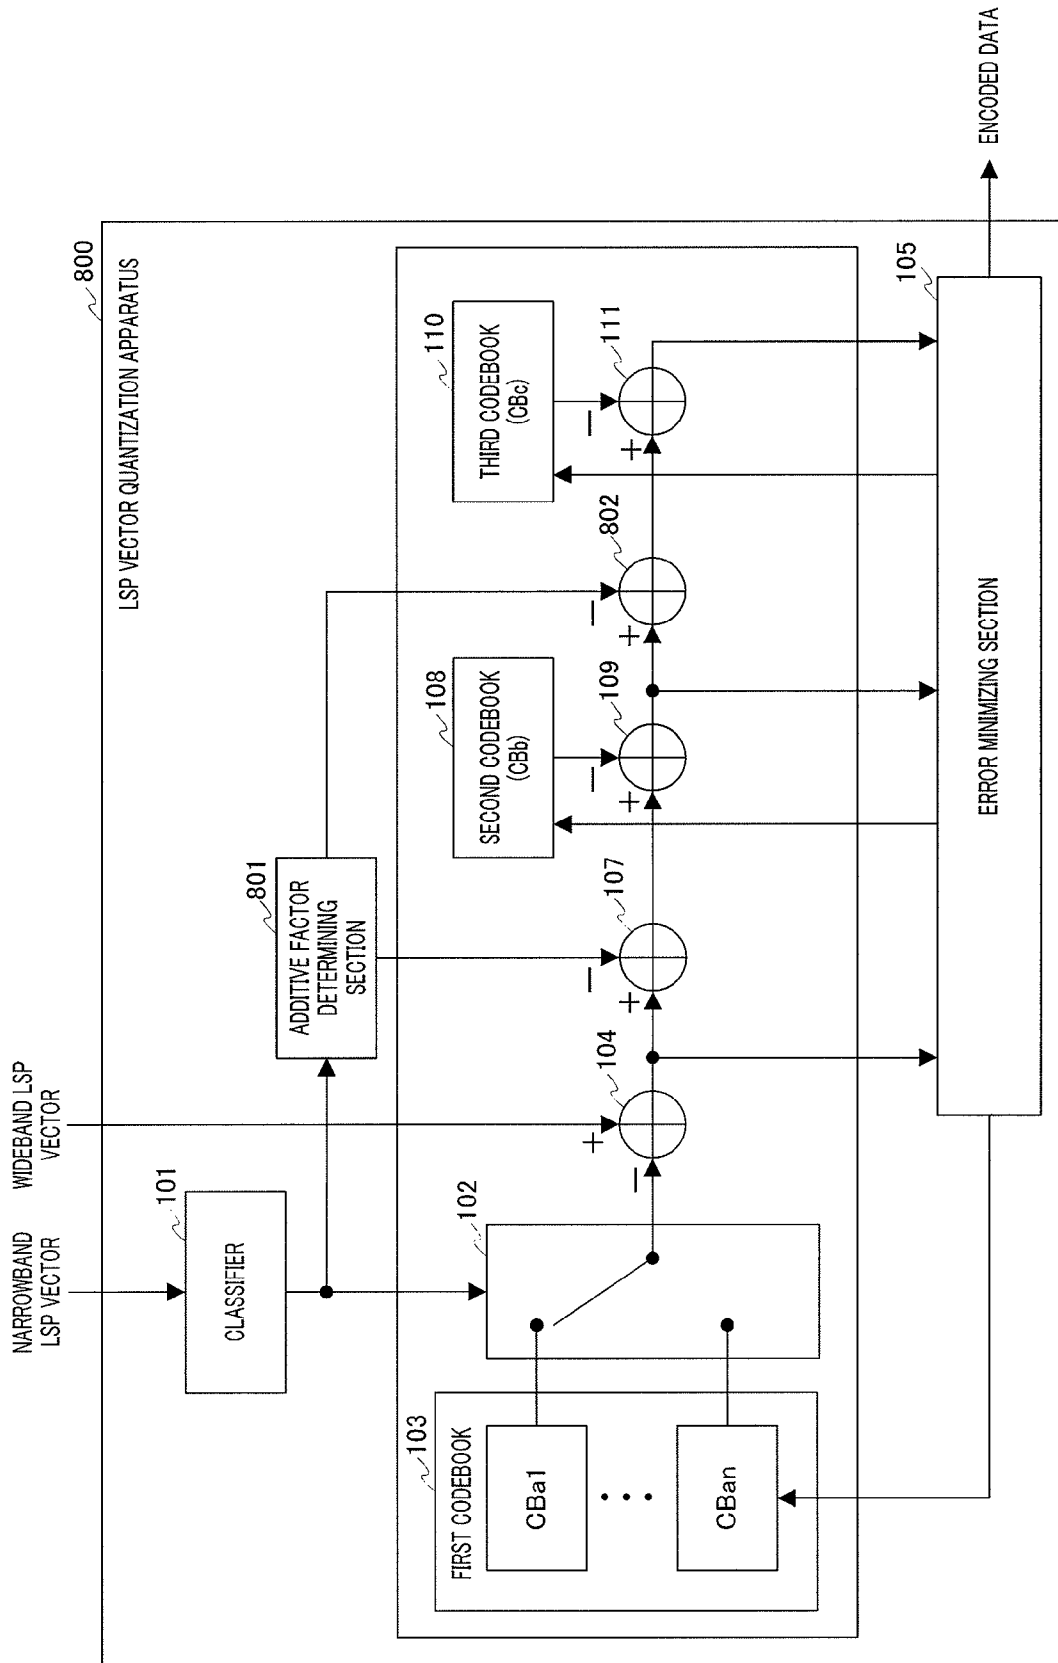 800
LSP VECTOR QUANTIZATION APPARATUS
NARROWBAND
LSP VECTOR
WIDEBAND LSP
VECTOR
101
CLASSIFIER
801
ADDITIVE FACTOR
DETERMINING
SECTION
103
FIRST CODEBOOK
CBa1
• • •
CBan
102
104
+
−
107
+
−
108
SECOND CODEBOOK
(CBb)
109
+
−
802
+
−
110
THIRD CODEBOOK
(CBc)
111
+
−
105
ERROR MINIMIZING SECTION
ENCODED DATA